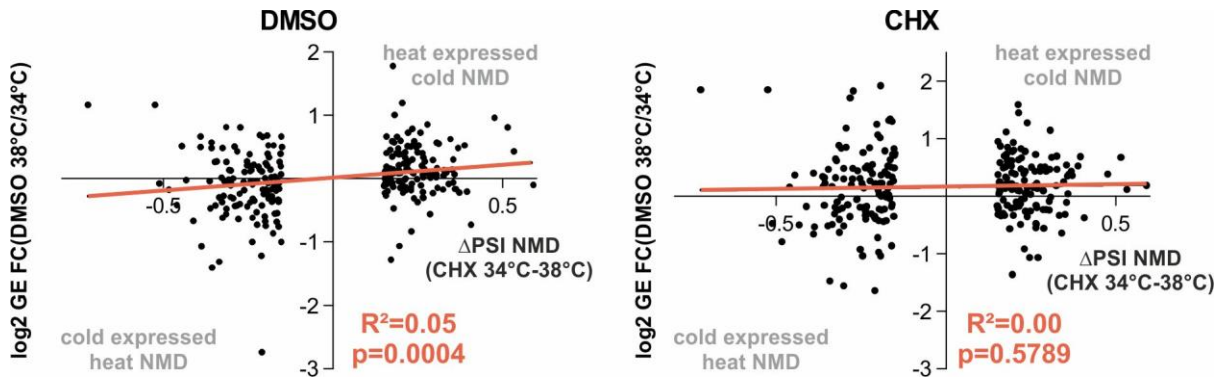 DMSO
log2 GE FC(DMSO 38°C/34°C)
2
1
-1
-2
-3
-0.5
0.5
heat expressed
cold NMD
ΔPSI NMD
(CHX 34°C-38°C)
cold expressed
heat NMD
R²=0.05
p=0.0004
CHX
log2 GE FC(DMSO 38°C/34°C)
2
1
-1
-2
-3
-0.5
0.5
heat expressed
cold NMD
ΔPSI NMD
(CHX 34°C-38°C)
cold expressed
heat NMD
R²=0.00
p=0.5789